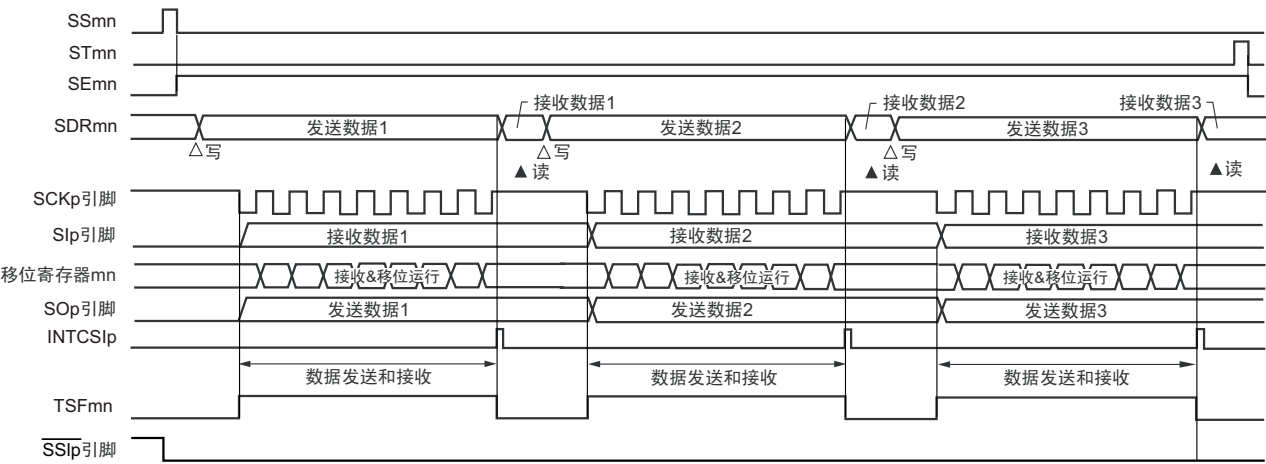 SSmn
STmn
SEmn
接收数据1 接收数据2 接收数据3
SDRmn 发送数据1 发送数据2 发送数据3
△写 △写 △写
▲读 ▲读 ▲读
SCKp引脚
SIp引脚 接收数据1 接收数据2 接收数据3
移位寄存器mn 接收&移位运行 接收&移位运行 接收&移位运行
SOp引脚 发送数据1 发送数据2 发送数据3
INTCSIp
数据发送和接收 数据发送和接收 数据发送和接收
TSFmn
SSIp引脚